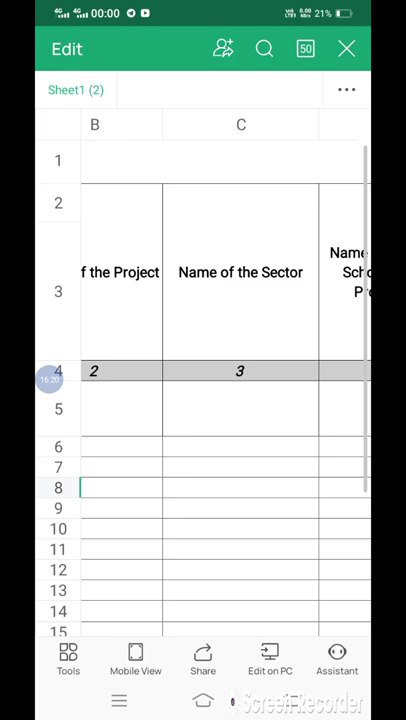 4G 4G 00:00 21%
Edit 50
Sheet1 (2)
B C
1
2
3
f the Project
Name of the Sector
Name
Scho
Pro
4 2 3
16:20
5
6
7
8
9
10
11
12
13
14
15
Tools Mobile View Share Edit on PC Assistant
Screen Recorder